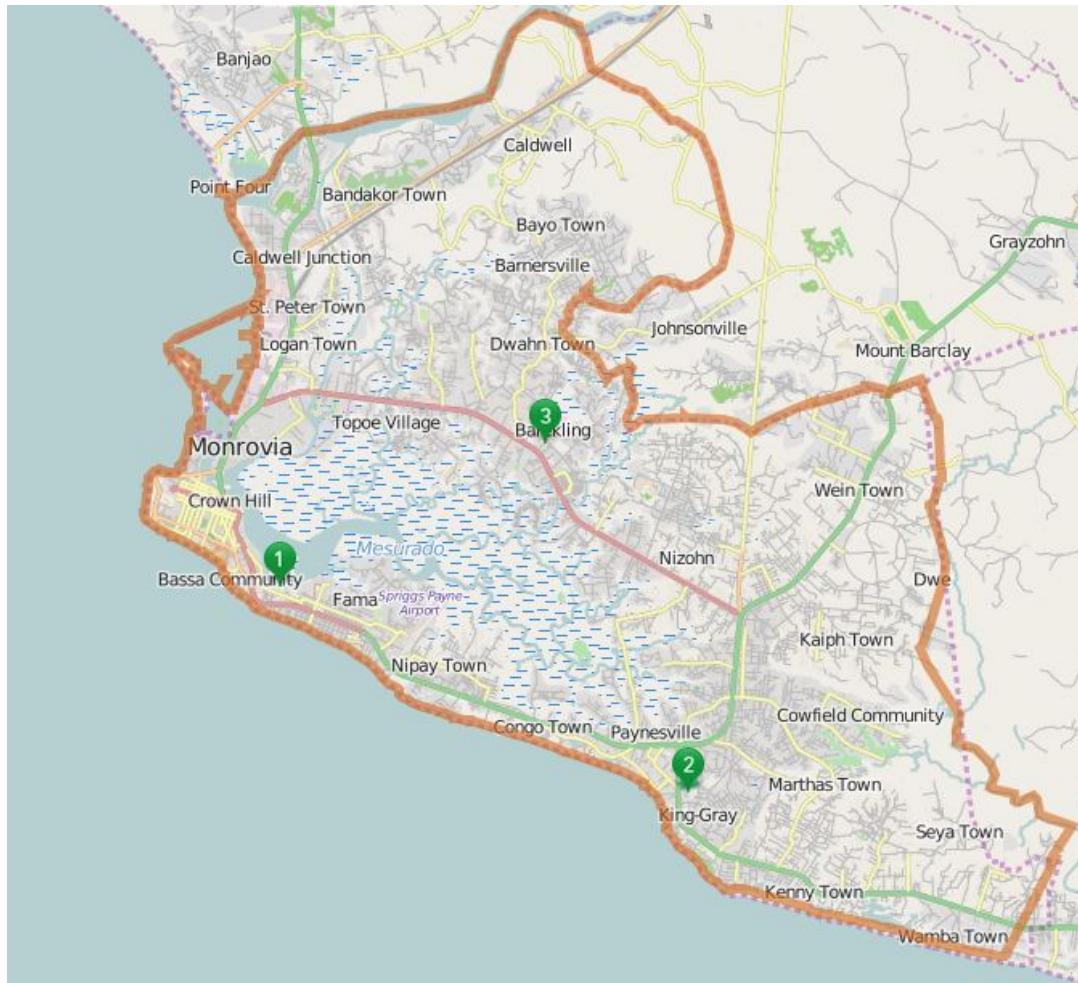 Banjao
Caldwell
Point Four
Bandakor Town
Bayo Town
Grayzohn
Caldwell Junction
Barnersville
St. Peter Town
Johnsonville
Logan Town
Dwahn Town
Mount Barclay
3
Topoe Village
Monrovia
Crown Hill
Wein Town
Mesurado
1
Nizohn
Bassa Community
Fama
Spriggs Payne
Airport
Dwe
Kaiph Town
Nipay Town
Cowfield Community
Congo Town
Paynesville
2
Marthas Town
King-Gray
Seya Town
Kenny Town
Wamba Town